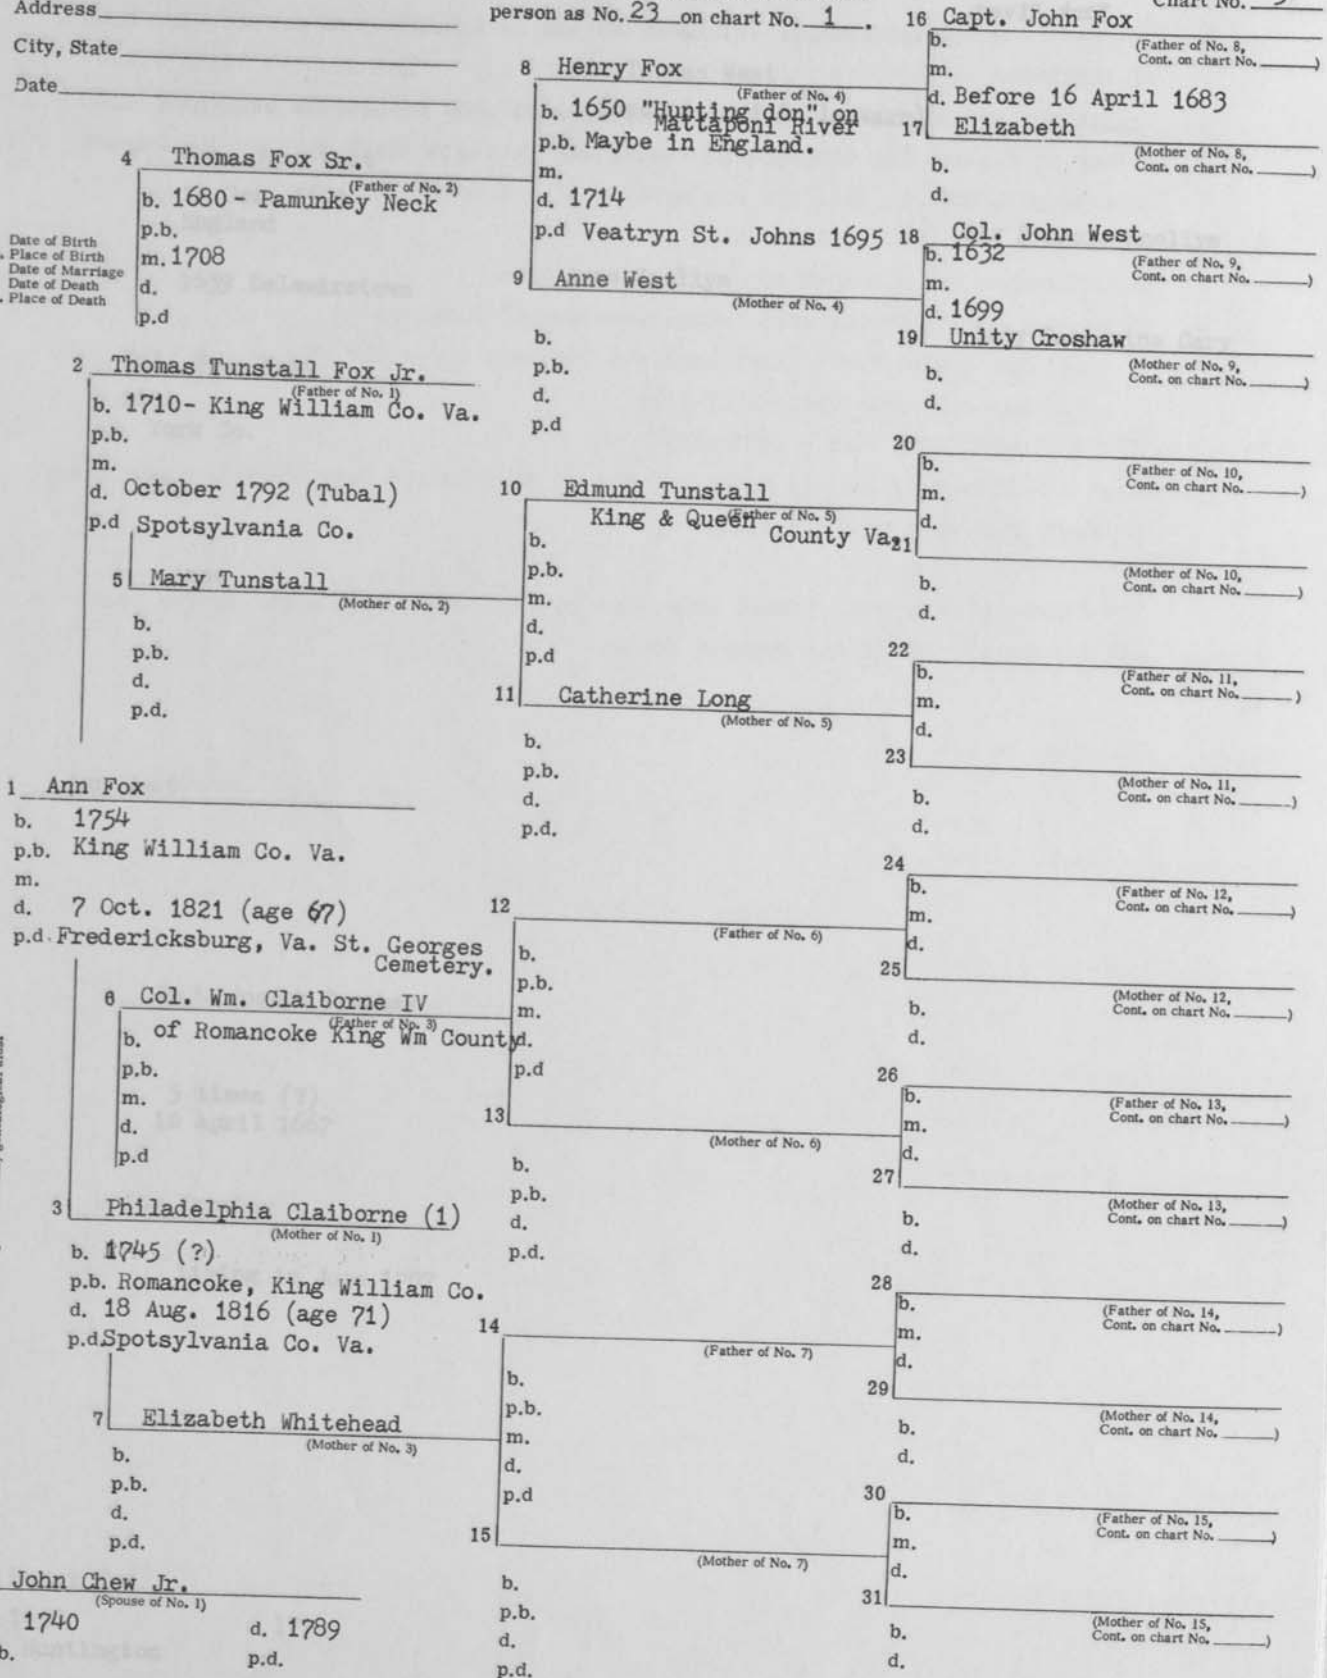 Address
City, State
Date
person as No. 23 on chart No. 1.
Chart No.
Date of Birth
Place of Birth
Date of Marriage
Date of Death
Place of Death
1 Ann Fox
b. 1754
p.b. King William Co. Va.
m.
d. 7 Oct. 1821 (age 67)
p.d. Fredericksburg, Va. St. Georges
Cemetery.
2 Thomas Tunstall Fox Jr.
(Father of No. 1)
b. 1710- King William Co. Va.
p.b.
m.
d. October 1792 (Tubal)
p.d Spotsylvania Co.
3 Philadelphia Claiborne (1)
(Mother of No. 1)
b. 1745 (?)
p.b. Romancoke, King William Co.
d. 18 Aug. 1816 (age 71)
p.d. Spotsylvania Co. Va.
John Chew Jr.
(Spouse of No. 1)
1740 d. 1789
b. p.d.
4 Thomas Fox Sr.
(Father of No. 2)
b. 1680 - Pamunkey Neck
p.b.
m. 1708
d.
p.d
5 Mary Tunstall
(Mother of No. 2)
b.
p.b.
d.
p.d.
6 Col. Wm. Claiborne IV
(Father of No. 3)
b. of Romancoke King Wm County
p.b.
m.
d.
p.d
7 Elizabeth Whitehead
(Mother of No. 3)
b.
p.b.
d.
p.d.
8 Henry Fox
(Father of No. 4)
b. 1650 "Hunting don" on
Mattaponi River
p.b. Maybe in England.
m.
d. 1714
p.d Veatryn St. Johns 1695
9 Anne West
(Mother of No. 4)
b.
p.b.
d.
p.d
10 Edmund Tunstall
(Father of No. 5)
King & Queen
County Va.
b.
p.b.
m.
d.
p.d
11 Catherine Long
(Mother of No. 5)
b.
p.b.
d.
p.d.
12
(Father of No. 6)
b.
p.b.
m.
d.
p.d
13
(Mother of No. 6)
b.
p.b.
d.
p.d.
14
(Father of No. 7)
b.
p.b.
m.
d.
p.d
15
(Mother of No. 7)
b.
p.b.
d.
p.d.
16 Capt. John Fox
(Father of No. 8,
Cont. on chart No. )
b.
m.
d. Before 16 April 1683
17 Elizabeth
(Mother of No. 8,
Cont. on chart No. )
b.
d.
18 Col. John West
b. 1632
(Father of No. 9,
Cont. on chart No. )
m.
d. 1699
19 Unity Croshaw
(Mother of No. 9,
Cont. on chart No. )
b.
d.
20
b.
(Father of No. 10,
Cont. on chart No. )
m.
d.
21
(Mother of No. 10,
Cont. on chart No. )
b.
d.
22
b.
(Father of No. 11,
Cont. on chart No. )
m.
d.
23
(Mother of No. 11,
Cont. on chart No. )
b.
d.
24
b.
(Father of No. 12,
Cont. on chart No. )
m.
d.
25
(Mother of No. 12,
Cont. on chart No. )
b.
d.
26
b.
(Father of No. 13,
Cont. on chart No. )
m.
d.
27
(Mother of No. 13,
Cont. on chart No. )
b.
d.
28
b.
(Father of No. 14,
Cont. on chart No. )
m.
d.
29
(Mother of No. 14,
Cont. on chart No. )
b.
d.
30
b.
(Father of No. 15,
Cont. on chart No. )
m.
d.
31
(Mother of No. 15,
Cont. on chart No. )
b.
d.